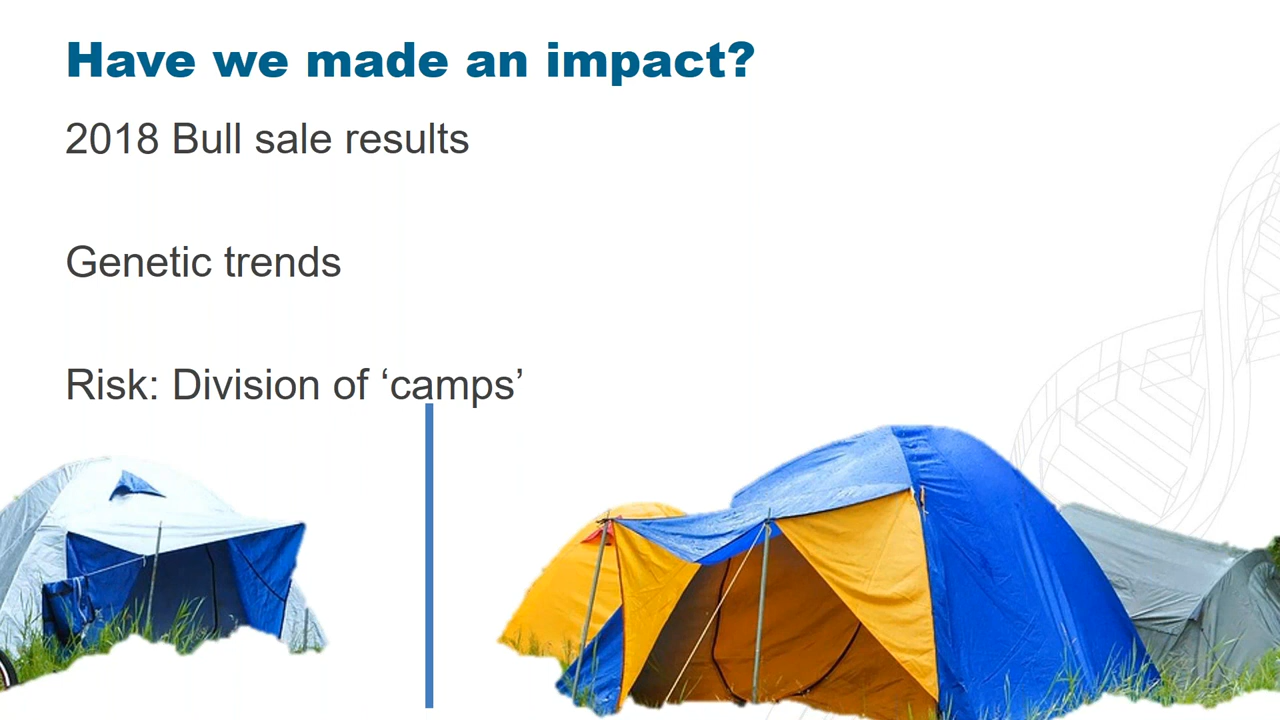 Have we made an impact?
2018 Bull sale results
Genetic trends
Risk: Division of ‘camps’